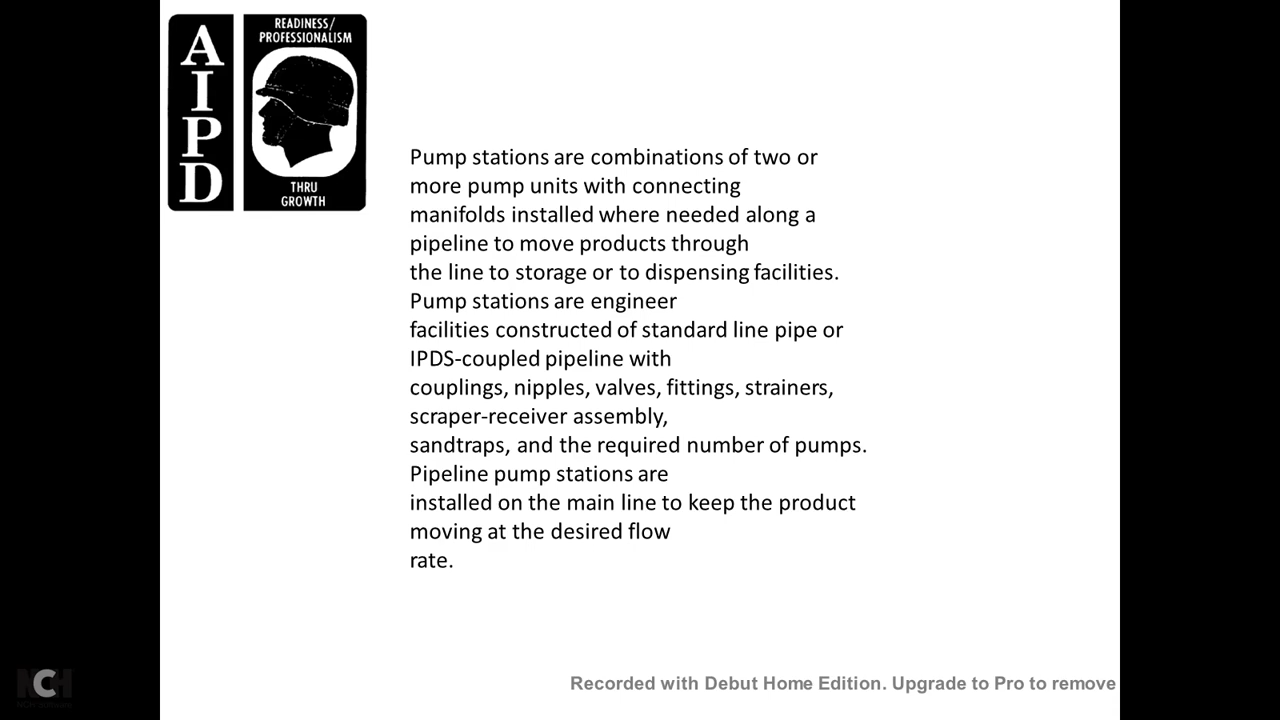 A
I
P
D
READINESS/
PROFESSIONALISM
THRU
GROWTH
Pump stations are combinations of two or
more pump units with connecting
manifolds installed where needed along a
pipeline to move products through
the line to storage or to dispensing facilities.
Pump stations are engineer
facilities constructed of standard line pipe or
IPDS-coupled pipeline with
couplings, nipples, valves, fittings, strainers,
scraper-receiver assembly,
sandtraps, and the required number of pumps.
Pipeline pump stations are
installed on the main line to keep the product
moving at the desired flow
rate.
NCH
Recorded with Debut Home Edition. Upgrade to Pro to remove